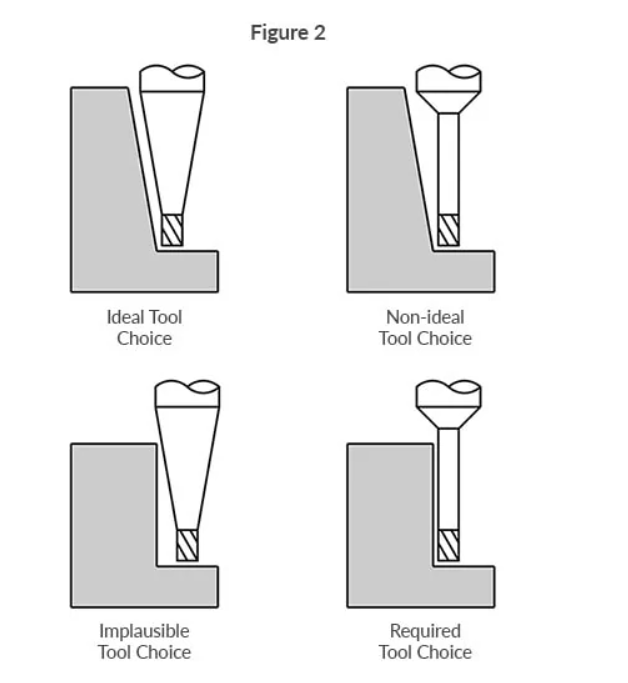 Figure 2
Ideal Tool
Choice
Non-ideal
Tool Choice
Implausible
Tool Choice
Required
Tool Choice